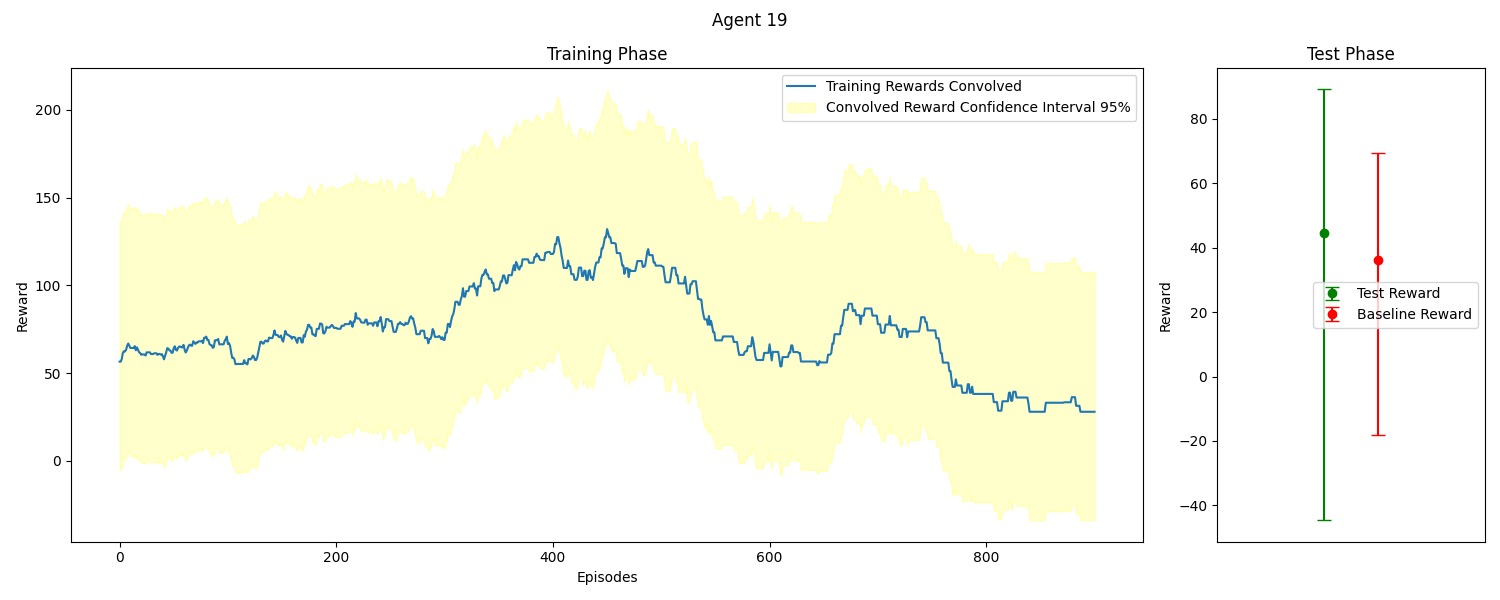 Agent 19
Training Phase
Test Phase
Training Rewards Convolved
Convolved Reward Confidence Interval 95%
200
150
100
50
0
Reward
0
200
400
600
800
Episodes
80
60
40
20
0
−20
−40
Reward
Test Reward
Baseline Reward